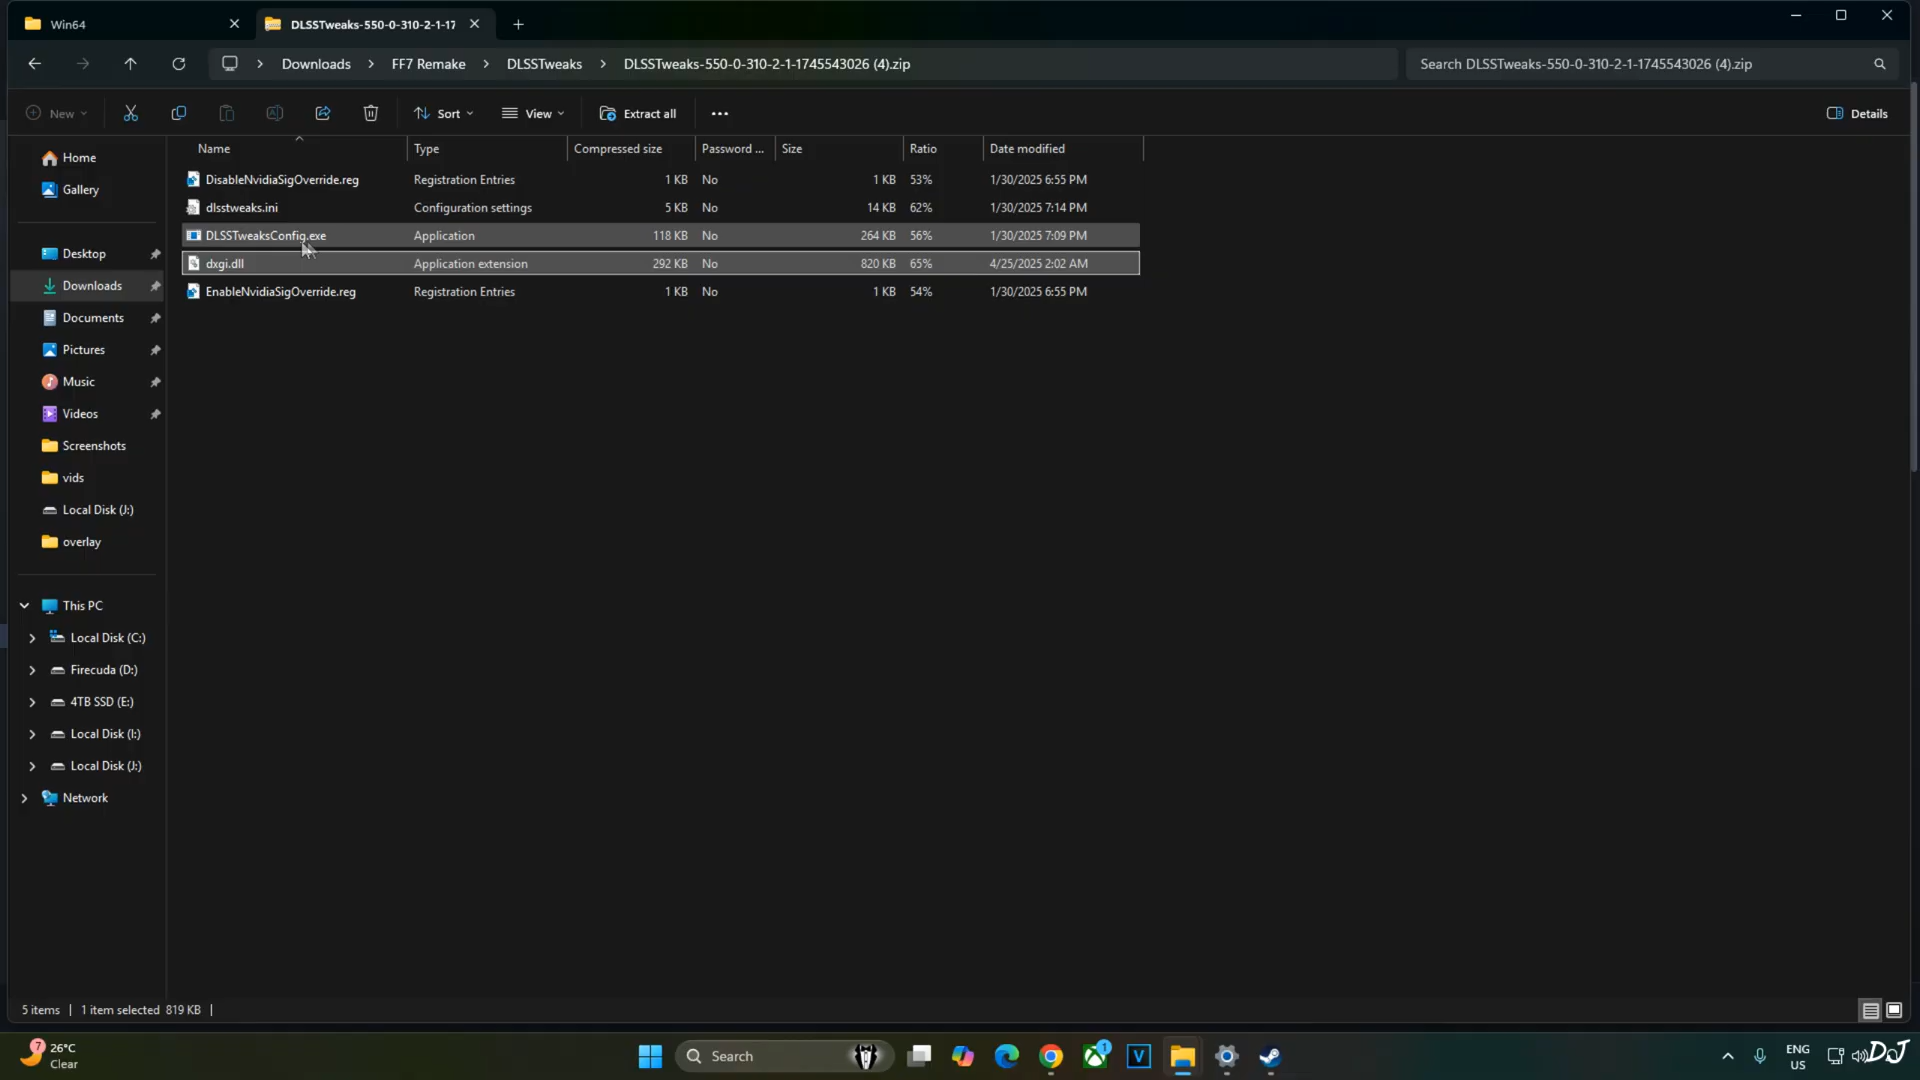 Win64
DLSSTweaks-550-0-310-2-1-17
Downloads > FF7 Remake > DLSSTweaks > DLSSTweaks-550-0-310-2-1-1745543026 (4).zip
Search DLSSTweaks-550-0-310-2-1-1745543026 (4).zip
New Sort View Extract all ... Details
Name Type Compressed size Password ... Size Ratio Date modified
DisableNvidiaSigOverride.reg Registration Entries 1 KB No 1 KB 53% 1/30/2025 6:55 PM
dlsstweaks.ini Configuration settings 5 KB No 14 KB 62% 1/30/2025 7:14 PM
DLSSTweaksConfig.exe Application 118 KB No 264 KB 56% 1/30/2025 7:09 PM
dxgi.dll Application extension 292 KB No 820 KB 65% 4/25/2025 2:02 AM
EnableNvidiaSigOverride.reg Registration Entries 1 KB No 1 KB 54% 1/30/2025 6:55 PM
Home
Gallery
Desktop
Downloads
Documents
Pictures
Music
Videos
Screenshots
vids
Local Disk (J:)
overlay
This PC
Local Disk (C:)
Firecuda (D:)
4TB SSD (E:)
Local Disk (I:)
Local Disk (J:)
Network
5 items | 1 item selected 819 KB |
7
26°C
Clear
Search
1
V
ENG
US
DoJ